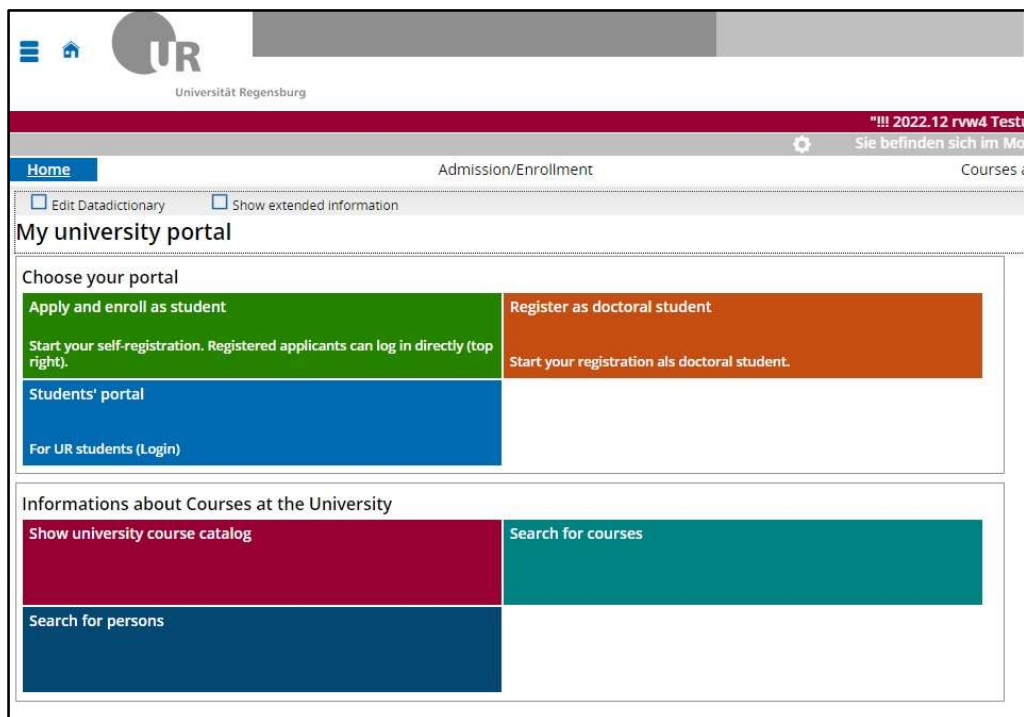 UR
Universität Regensburg
"!!! 2022.12 rvw4
Sie befinden sich im
Home Admission/Enrollment Courses
Edit Datadictionary Show extended information
My university portal
Choose your portal
Apply and enroll as student
Start your self-registration. Registered applicants can log in directly (top
right).
Register as doctoral student
Start your registration als doctoral student.
Students' portal
For UR students (Login)
Informations about Courses at the University
Show university course catalog
Search for courses
Search for persons